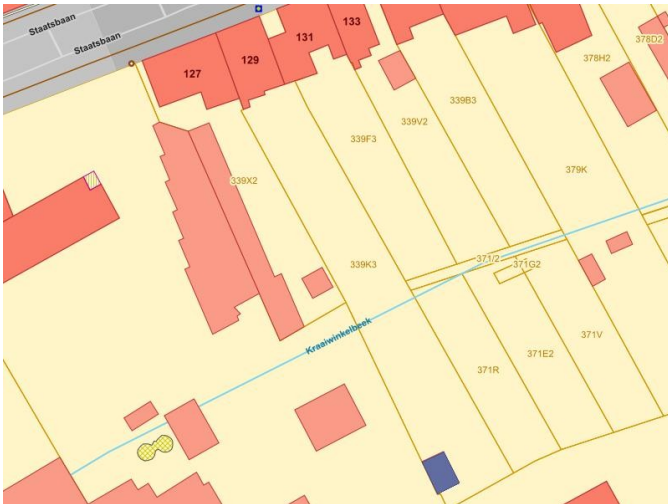 Staatsbaan
Staatsbaan
127
129
131
133
378D2
378H2
339B3
339V2
339F3
379K
339X2
371/2
371G2
339K3
Kraaiwinkelbeek
371V
371E2
371R